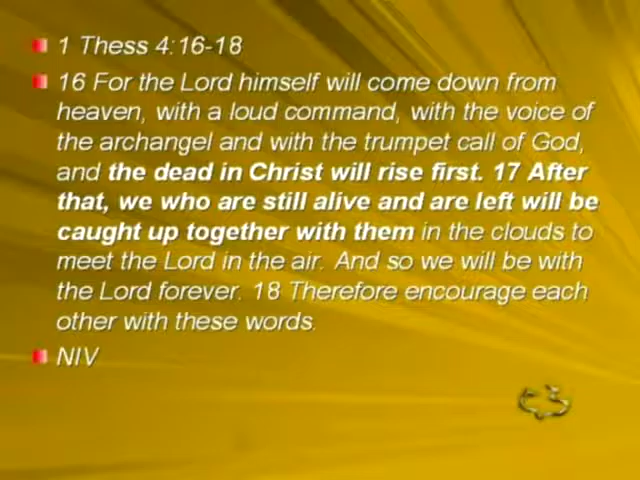 1 Thess 4:16-18
16 For the Lord himself will come down from
heaven, with a loud command, with the voice of
the archangel and with the trumpet call of God,
and the dead in Christ will rise first. 17 After
that, we who are still alive and are left will be
caught up together with them in the clouds to
meet the Lord in the air. And so we will be with
the Lord forever. 18 Therefore encourage each
other with these words.
NIV